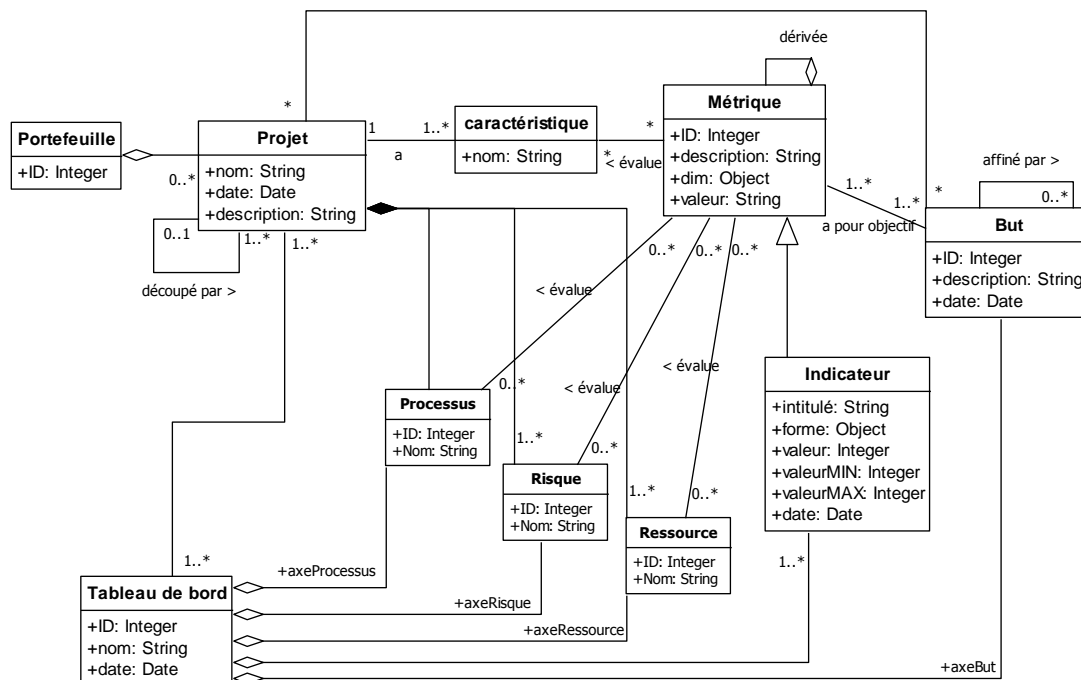 dérivée
*
Portefeuille
+ID: Integer
0..*
Projet
+nom: String
+date: Date
+description: String
1
a
1..*
caractéristique
+nom: String
*
*
< évalue
Métrique
+ID: Integer
+description: String
+dim: Object
+valeur: String
affiné par >
0..*
1..*
*
1..*
a pour objectif
But
+ID: Integer
+description: String
+date: Date
0..1
1..*
1..*
découpé par >
0..*
0..*
0..*
< évalue
< évalue
< évalue
Processus
+ID: Integer
+Nom: String
0..*
1..*
Risque
+ID: Integer
+Nom: String
0..*
1..*
Ressource
+ID: Integer
+Nom: String
0..*
Indicateur
+intitulé: String
+forme: Object
+valeur: Integer
+valeurMIN: Integer
+valeurMAX: Integer
+date: Date
1..*
1..*
Tableau de bord
+ID: Integer
+nom: String
+date: Date
+axeProcessus
+axeRisque
+axeRessource
+axeBut